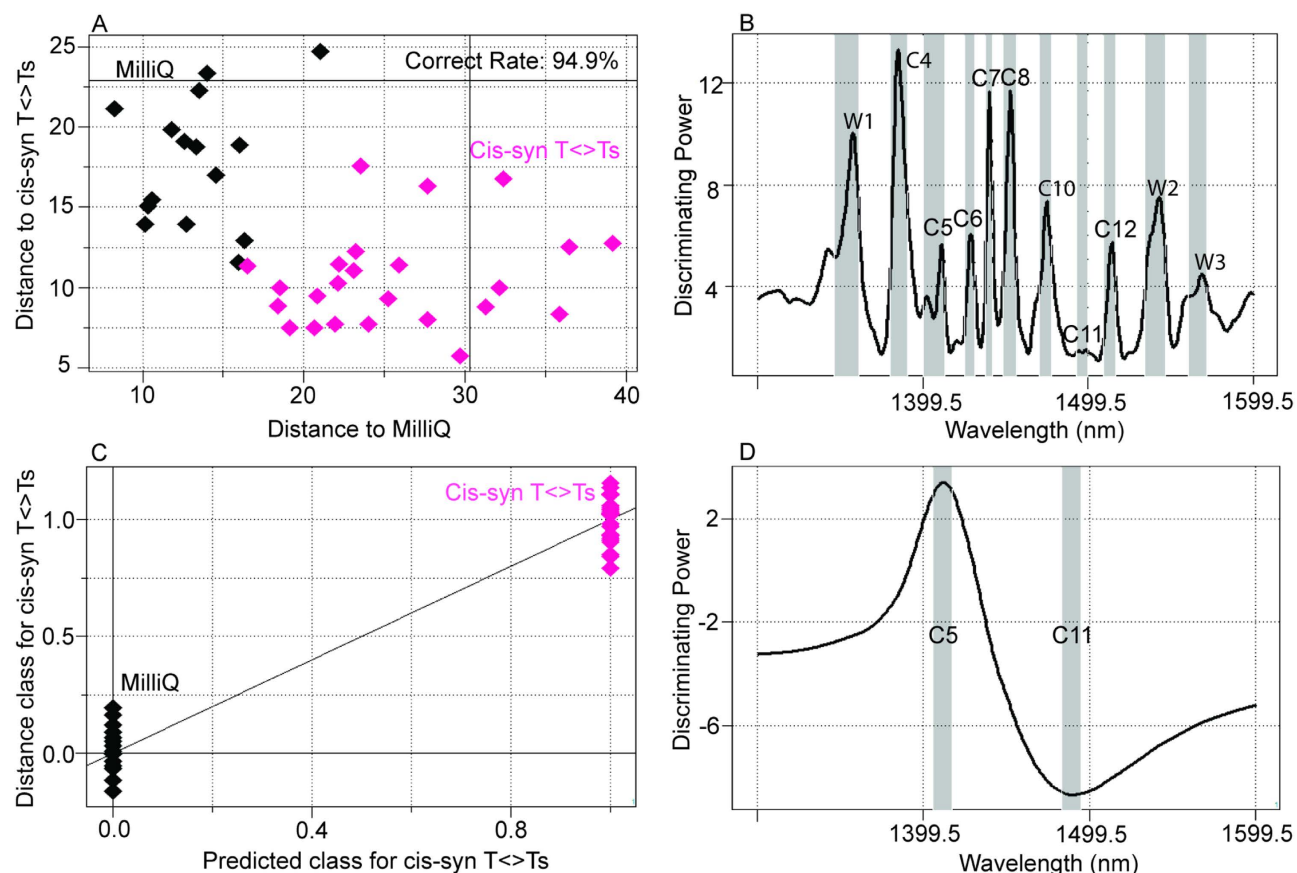 A
Distance to cis-syn T<>Ts
25
20
15
10
5
MilliQ
Correct Rate: 94.9%
Cis-syn T<>Ts
10
20
30
40
Distance to MilliQ
B
Discriminating Power
12
8
4
W1
C4
C5
C6
C7
C8
C10
C11
C12
W2
W3
1399.5
1499.5
1599.5
Wavelength (nm)
C
Distance class for cis-syn T<>Ts
1.0
0.5
0.0
Cis-syn T<>Ts
MilliQ
0.0
0.4
0.8
Predicted class for cis-syn T<>Ts
D
Discriminating Power
2
-2
-6
C5
C11
1399.5
1499.5
1599.5
Wavelength (nm)